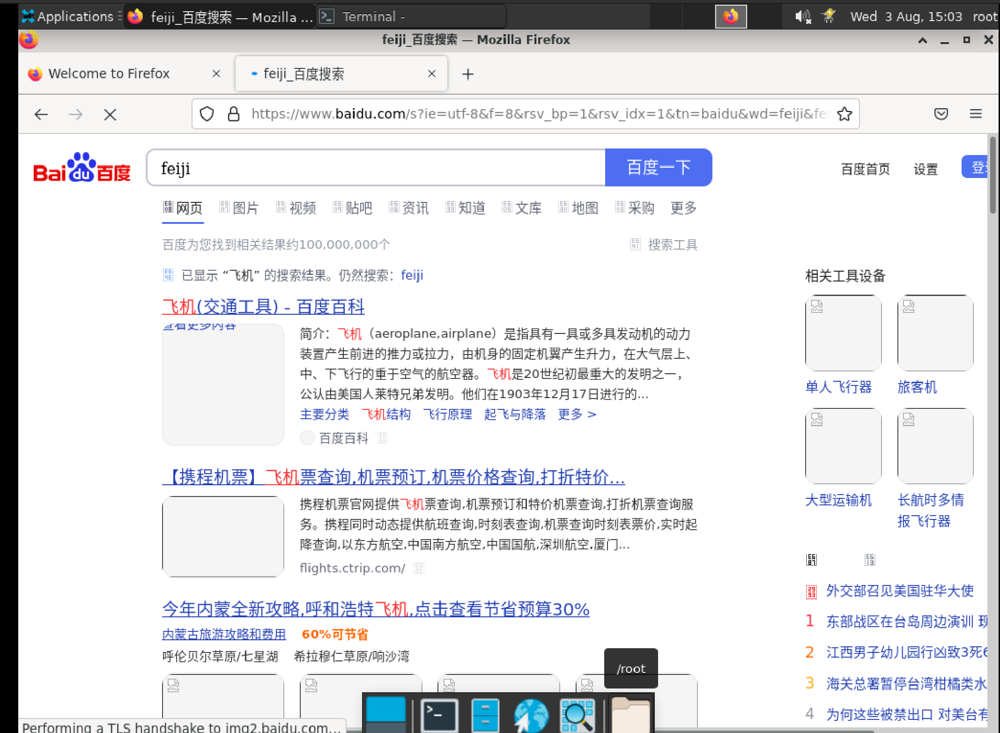 Applications
feiji_百度搜索 — Mozilla ...
Terminal -
Wed 3 Aug, 15:03 root
feiji_百度搜索 — Mozilla Firefox
Welcome to Firefox
feiji_百度搜索
https://www.baidu.com/s?ie=utf-8&f=8&rsv_bp=1&rsv_idx=1&tn=baidu&wd=feiji&fe
Bai du 百度
feiji
百度一下
百度首页 设置 登
网页 图片 视频 贴吧 资讯 知道 文库 地图 采购 更多
百度为您找到相关结果约100,000,000个
搜索工具
已显示 “飞机” 的搜索结果。仍然搜索：feiji
飞机(交通工具) - 百度百科
查看更多内容
简介：飞机（aeroplane,airplane）是指具有一具或多具发动机的动力
装置产生前进的推力或拉力，由机身的固定机翼产生升力，在大气层上、
中、下飞行的重于空气的航空器。飞机是20世纪初最重大的发明之一，
公认由美国人莱特兄弟发明。他们在1903年12月17日进行的...
主要分类 飞机结构 飞行原理 起飞与降落 更多 >
百度百科
【携程机票】飞机票查询,机票预订,机票价格查询,打折特价...
携程机票官网提供飞机票查询,机票预订和特价机票查询,打折机票查询服
务。携程同时动态提供航班查询,时刻表查询,机票查询时刻表票价,实时起
降查询,以东方航空,中国南方航空,中国国航,深圳航空,厦门...
flights.ctrip.com/
今年内蒙全新攻略,呼和浩特飞机,点击查看节省预算30%
内蒙古旅游攻略和费用 60%可节省
呼伦贝尔草原/七星湖 希拉穆仁草原/响沙湾
相关工具设备
单人飞行器 旅客机
大型运输机 长航时多情
报飞行器
外交部召见美国驻华大使
1 东部战区在台岛周边演训 现
2 江西男子幼儿园行凶致3死6
3 海关总署暂停台湾柑橘类水
4 为何这些被禁出口 对美台有
/root
Performing a TLS handshake to img2.baidu.com...